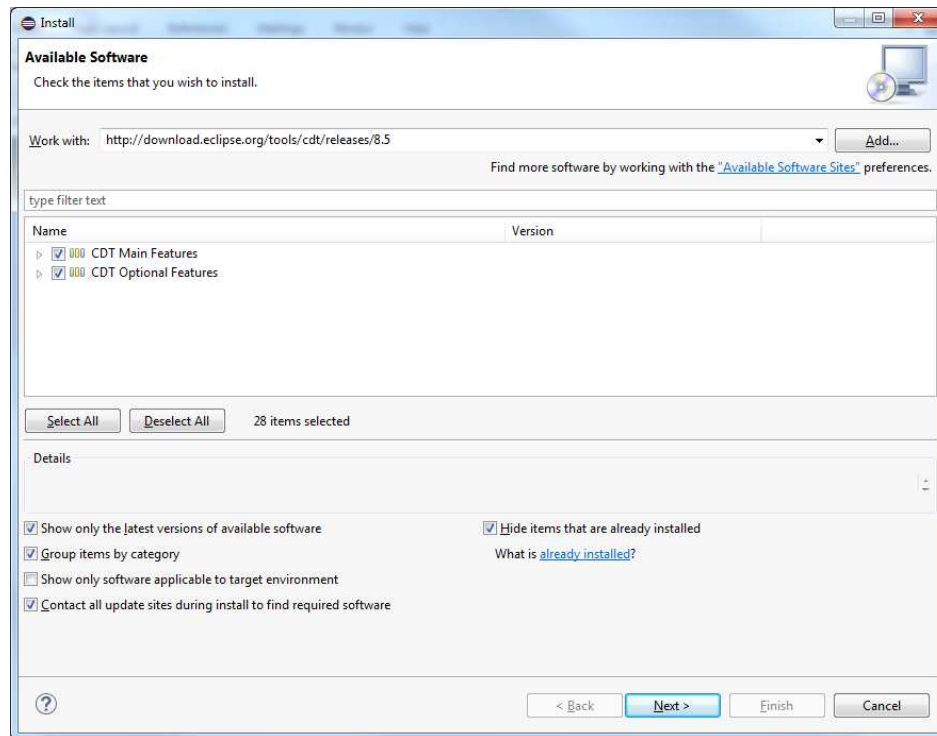 Install
Available Software
Check the items that you wish to install.
Work with: http://download.eclipse.org/tools/cdt/releases/8.5 Add...
Find more software by working with the "Available Software Sites" preferences.
type filter text
Name Version
CDT Main Features
CDT Optional Features
Select All Deselect All 28 items selected
Details
Show only the latest versions of available software Hide items that are already installed
Group items by category What is already installed?
Show only software applicable to target environment
Contact all update sites during install to find required software
? < Back Next > Finish Cancel